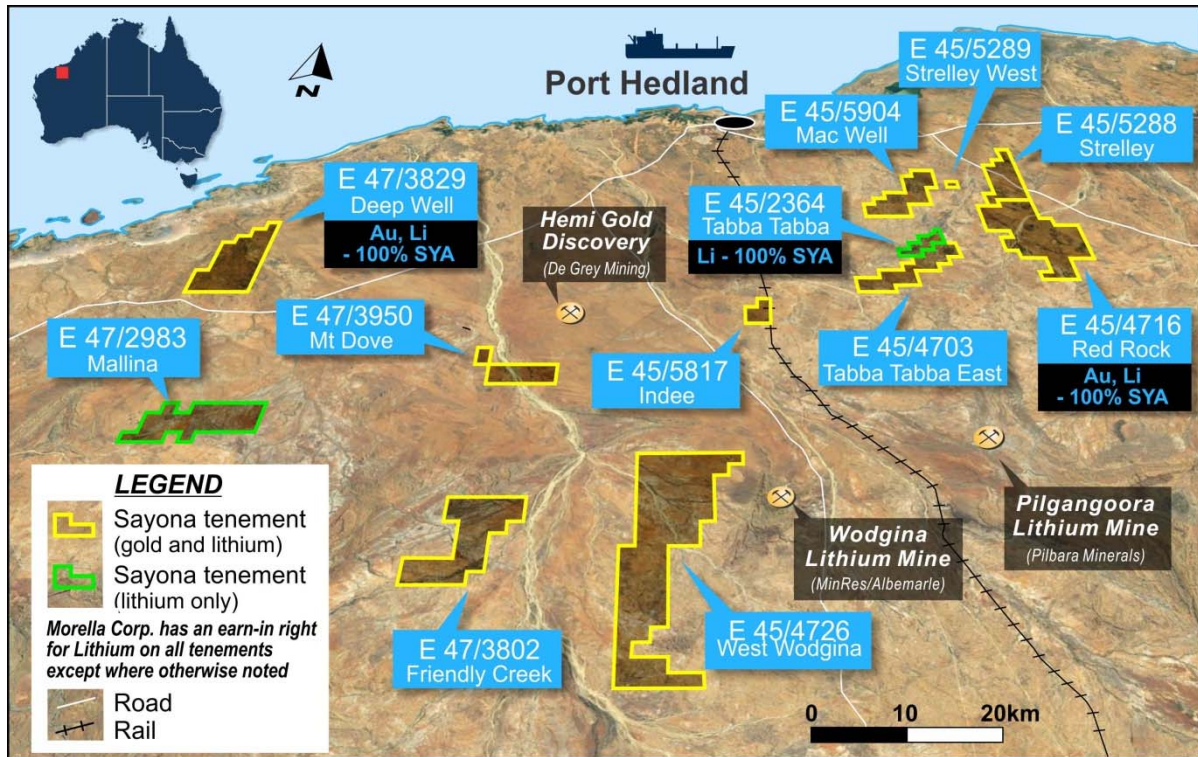 N
Port Hedland
E 45/5289
Strelley West
E 45/5904
Mac Well
E 45/5288
Strelley
E 47/3829
Deep Well
Au, Li
- 100% SYA
Hemi Gold
Discovery
(De Grey Mining)
E 45/2364
Tabba Tabba
Li - 100% SYA
E 47/2983
Mallina
E 47/3950
Mt Dove
E 45/5817
Indee
E 45/4703
Tabba Tabba East
E 45/4716
Red Rock
Au, Li
- 100% SYA
Wodgina
Lithium Mine
(MinRes/Albemarle)
Pilgangoora
Lithium Mine
(Pilbara Minerals)
E 47/3802
Friendly Creek
E 45/4726
West Wodgina
LEGEND
Sayona tenement
(gold and lithium)
Sayona tenement
(lithium only)
Morella Corp. has an earn-in right
for Lithium on all tenements
except where otherwise noted
Road
Rail
0 10 20km